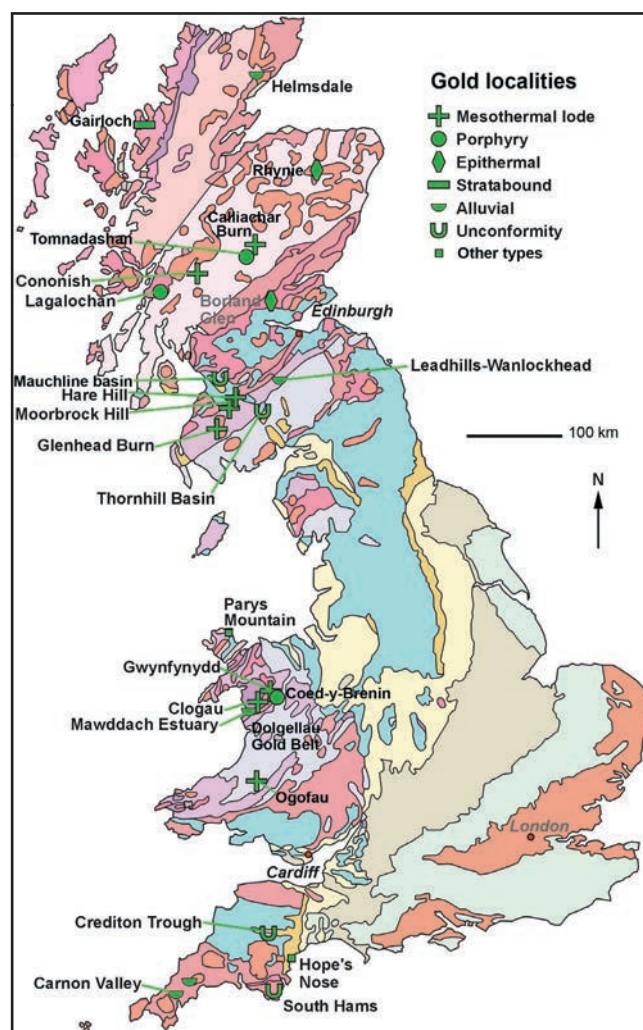 Gold localities
Mesothermal lode
Porphyry
Epithermal
Stratabound
Alluvial
Unconformity
Other types
Helmsdale
Gairloch
Rhynie
Calliachar
Burn
Tomnadashan
Cononish
Lagalochan
Borland
Glen
Edinburgh
Mauchline basin
Leadhills-Wanlockhead
Hare Hill
Moorbrock Hill
Glenhead Burn
100 km
Thornhill Basin
N
Parys
Mountain
Gwynfynydd
Coed-y-Brenin
Clogau
Mawddach Estuary
Dolgellau
Gold Belt
Ogofau
London
Cardiff
Crediton Trough
Hope's
Nose
Carnon Valley
South Hams